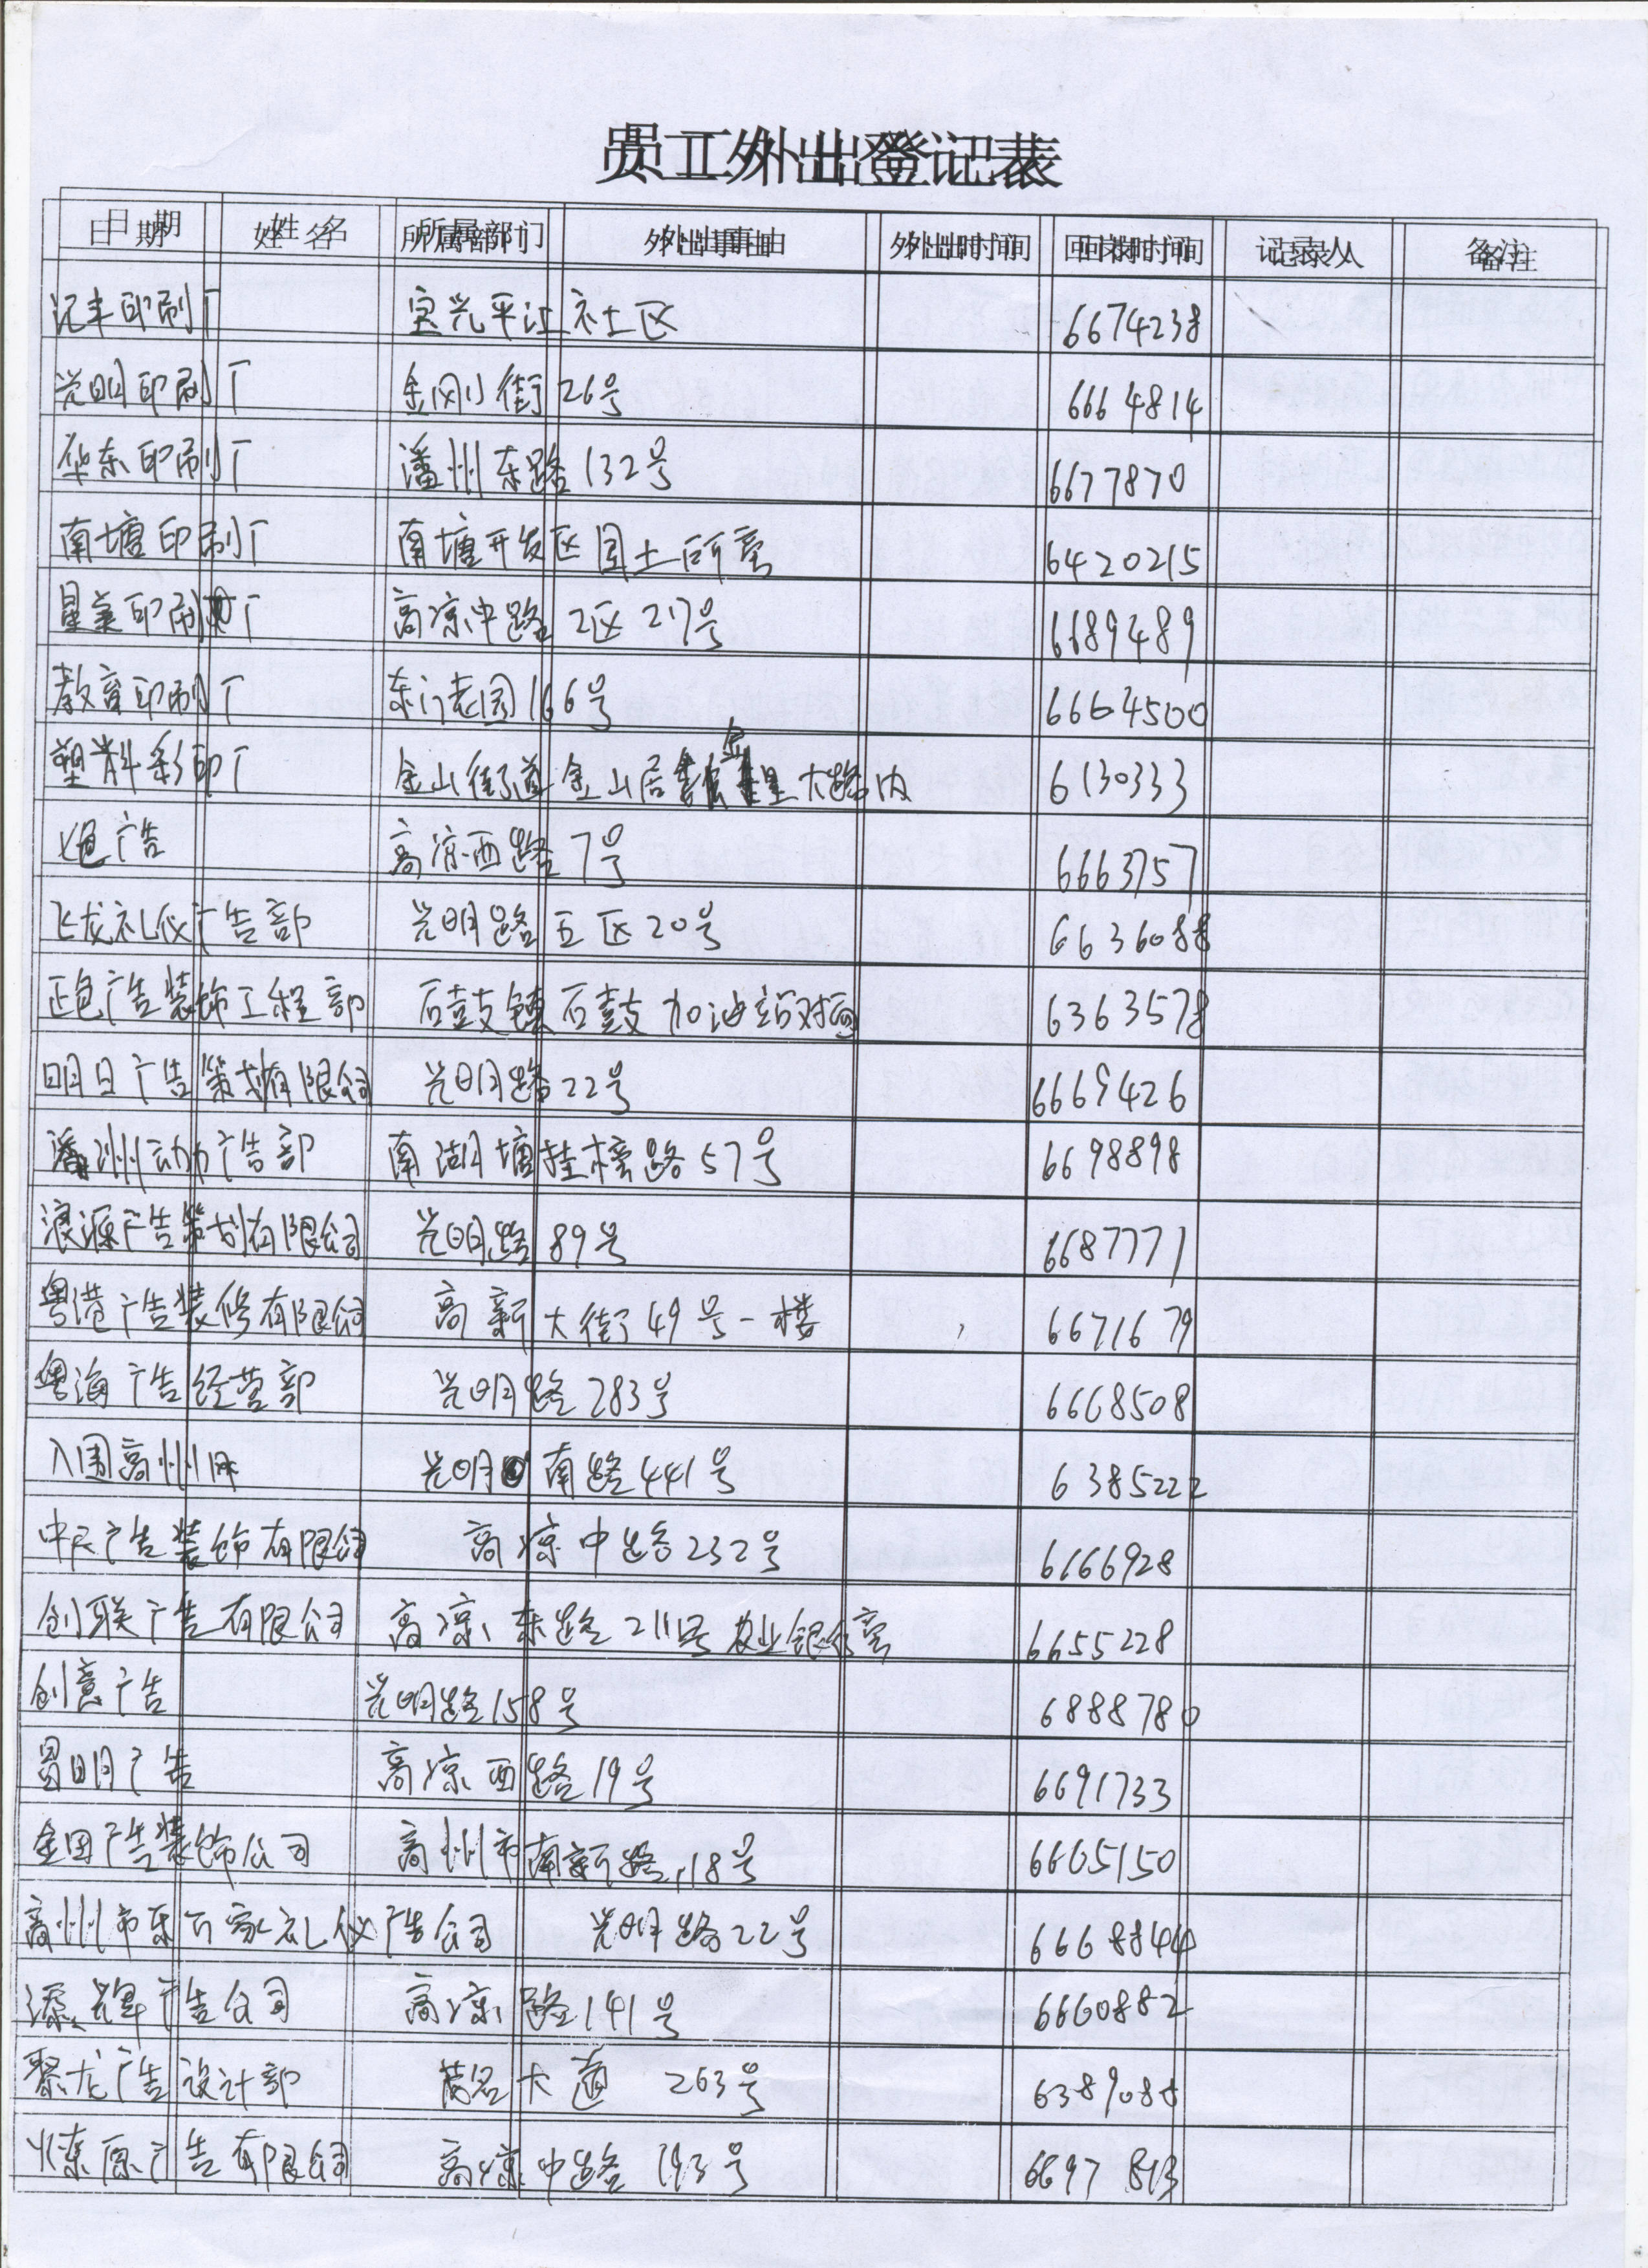 员工外出登记表
日期 姓名 所属部门 外出事由 外出时间 回岗时间 记录人 备注
记丰印刷厂 宝光平江社区 6674238
光明印刷厂 金刚街26号 6664814
华东印刷厂 潘州东路132号 6677870
南塘印刷厂 南塘开发区国土所旁 6420215
星美印刷厂 高凉中路2区217号 6689489
教育印刷厂 东门志园166号 6664500
塑料彩印厂 金山街道金山居 大路内 6130333
七色广告 高凉西路7号 6663757
飞龙礼仪广告部 光明路五区20号 6636088
正色广告装饰工程部 石鼓镇石鼓加油站对面 6363578
明日广告策划有限公司 光明路22号 6669426
潘州动力广告部 南湖塘挂榜路57号 6698898
浪源广告策划有限公司 光明路89号 6687771
粤港广告装修有限公司 高新大街49号一楼 6671679
粤海广告经营部 光明路283号 6668508
入围高州网 光明南路441号 6385222
中天广告装饰有限公司 高凉中路232号 6666928
创联广告有限公司 高凉东路211号农业银行旁 6655228
创意广告 光明路158号 6888780
昌明广告 高凉西路19号 6691733
金田广告装饰公司 高州市南新路118号 6665150
高州市东方家礼仪广告公司 光明路22号 6668844
添辉广告公司 高凉路141号 6660882
聚龙广告设计部 茂名大道 263号 6389088
燎原广告有限公司 高凉中路193号 6697813